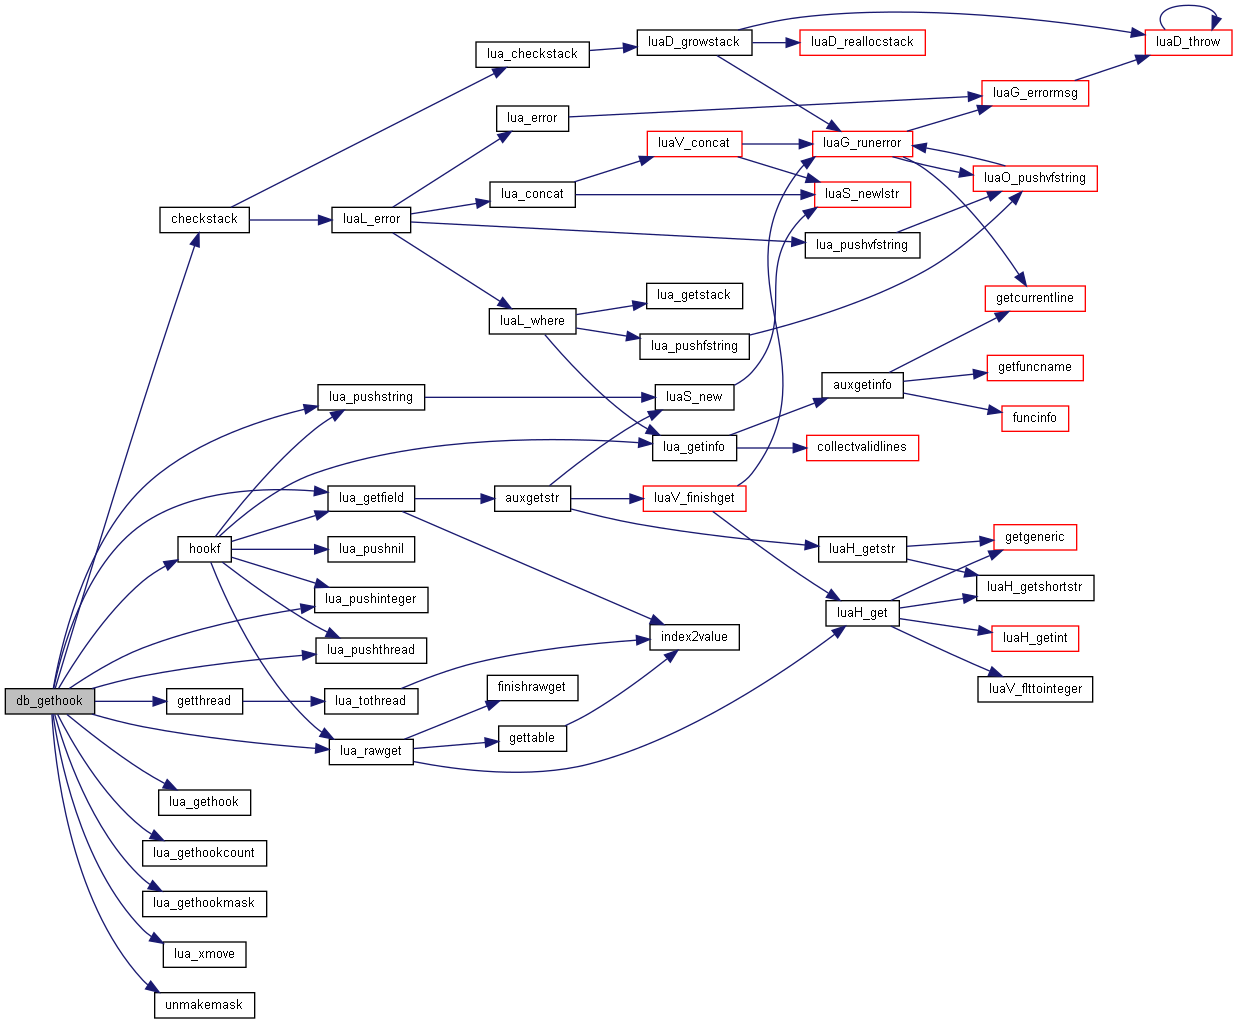 luaD_growstack
luaD_reallocstack
luaD_throw
lua_checkstack
luaG_errormsg
lua_error
luaV_concat
luaG_runerror
luaO_pushvfstring
lua_concat
luaS_newlstr
checkstack
luaL_error
lua_pushvfstring
lua_getstack
getcurrentline
luaL_where
lua_pushfstring
getfuncname
auxgetinfo
lua_pushstring
luaS_new
funcinfo
lua_getinfo
collectvalidlines
lua_getfield
auxgetstr
luaV_finishget
getgeneric
hookf
lua_pushnil
luaH_getstr
luaH_getshortstr
lua_pushinteger
luaH_get
index2value
luaH_getint
lua_pushthread
finishrawget
luaV_flttointeger
db_gethook
getthread
lua_tothread
gettable
lua_rawget
lua_gethook
lua_gethookcount
lua_gethookmask
lua_xmove
unmakemask